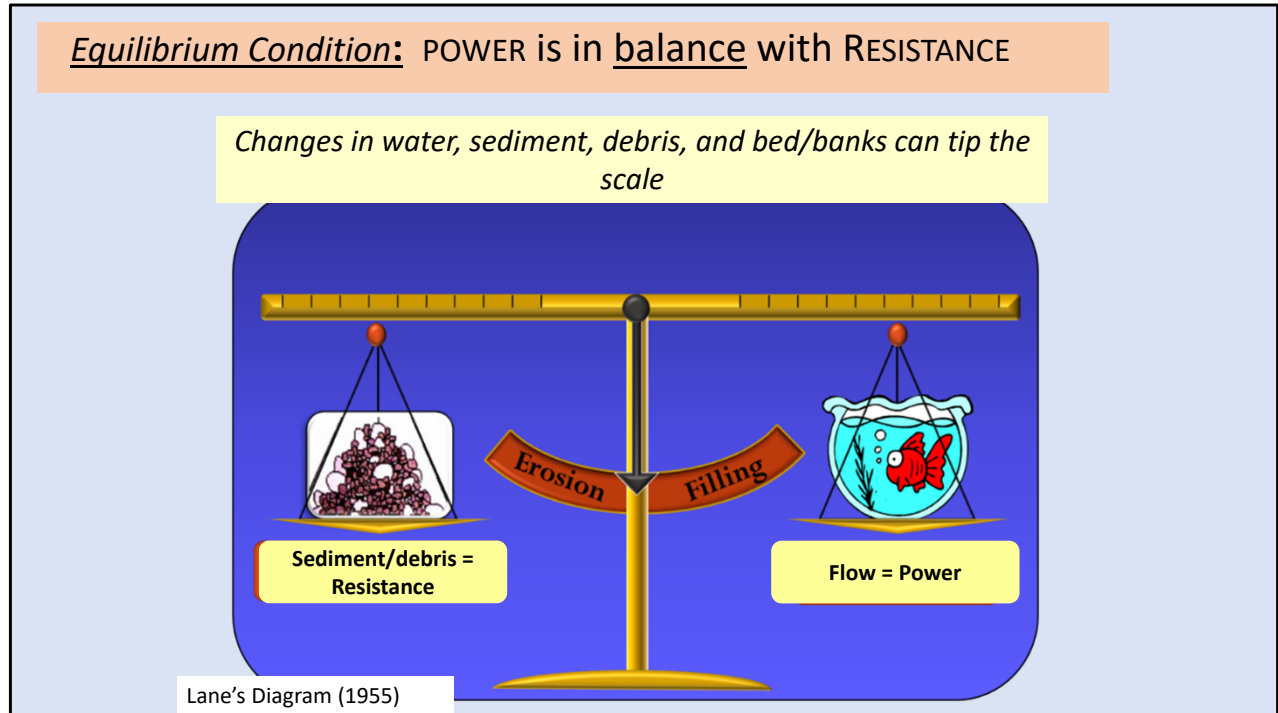 Equilibrium Condition: POWER is in balance with RESISTANCE
Changes in water, sediment, debris, and bed/banks can tip the
scale
Erosion
Filling
Sediment/debris =
Resistance
Flow = Power
Lane's Diagram (1955)